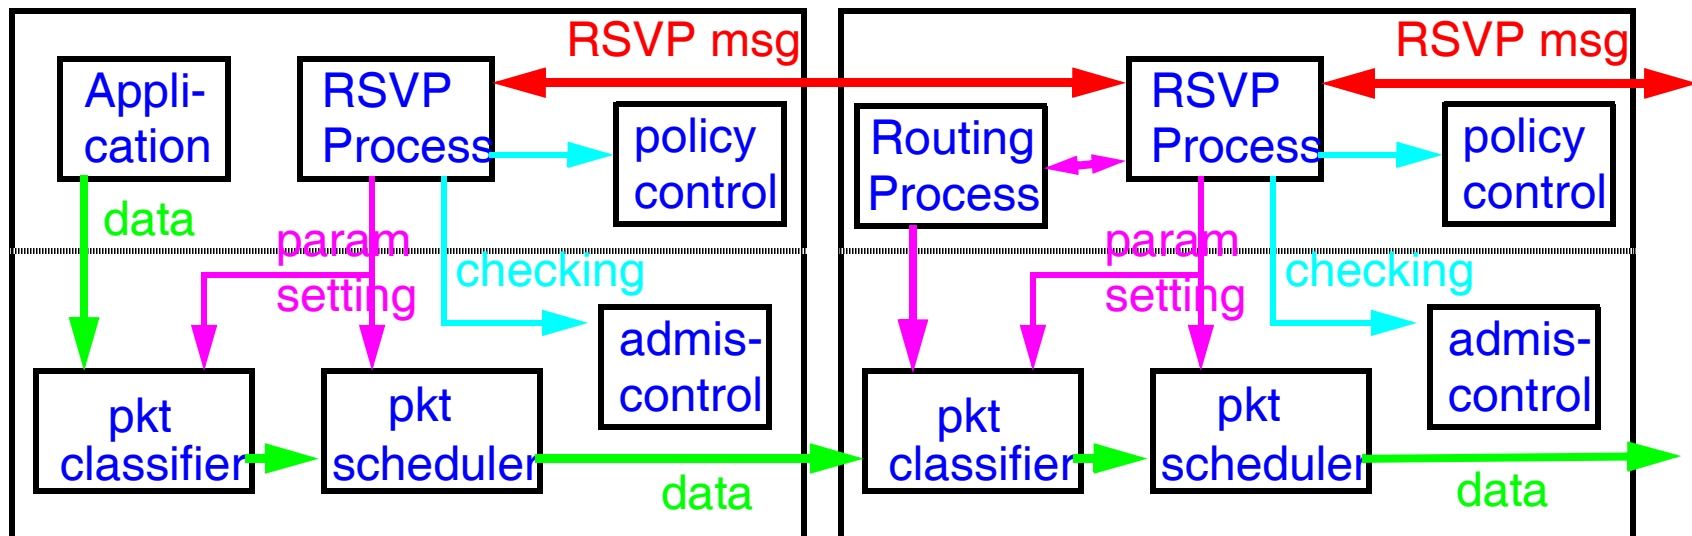 RSVP msg
Appli-
cation
RSVP
Process
policy
control
data
param
setting
checking
admis-
control
pkt
classifier
pkt
scheduler
data
RSVP msg
Routing
Process
RSVP
Process
policy
control
param
setting
checking
admis-
control
pkt
classifier
pkt
scheduler
data